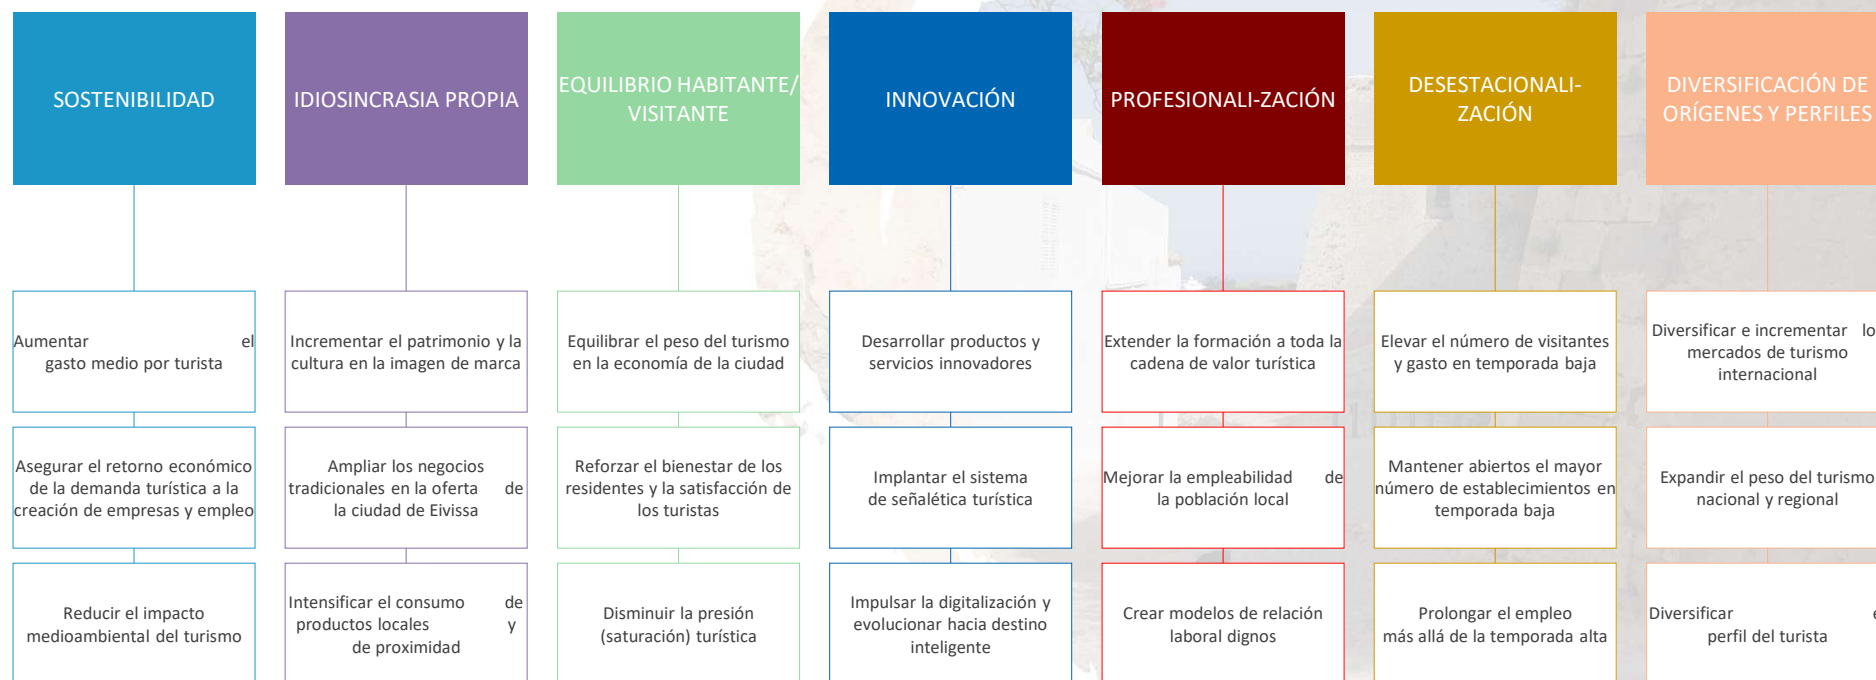 SOSTENIBILIDAD
IDIOSINCRASIA PROPIA
EQUILIBRIO HABITANTE/
VISITANTE
INNOVACIÓN
PROFESIONALI-ZACIÓN
DESESTACIONALI-
ZACIÓN
DIVERSIFICACIÓN DE
ORÍGENES Y PERFILES
Aumentar el
gasto medio por turista
Incrementar el patrimonio y la
cultura en la imagen de marca
Equilibrar el peso del turismo
en la economía de la ciudad
Desarrollar productos y
servicios innovadores
Extender la formación a toda la
cadena de valor turística
Elevar el número de visitantes
y gasto en temporada baja
Diversificar e incrementar lo
mercados de turismo
internacional
Asegurar el retorno económico
de la demanda turística a la
creación de empresas y empleo
Ampliar los negocios
tradicionales en la oferta de
la ciudad de Eivissa
Reforzar el bienestar de los
residentes y la satisfacción de
los turistas
Implantar el sistema
de señalética turística
Mejorar la empleabilidad de
la población local
Mantener abiertos el mayor
número de establecimientos en
temporada baja
Expandir el peso del turismo
nacional y regional
Reducir el impacto
medioambiental del turismo
Intensificar el consumo de
productos locales y
de proximidad
Disminuir la presión
(saturación) turística
Impulsar la digitalización y
evolucionar hacia destino
inteligente
Crear modelos de relación
laboral dignos
Prolongar el empleo
más allá de la temporada alta
Diversificar e
perfil del turista